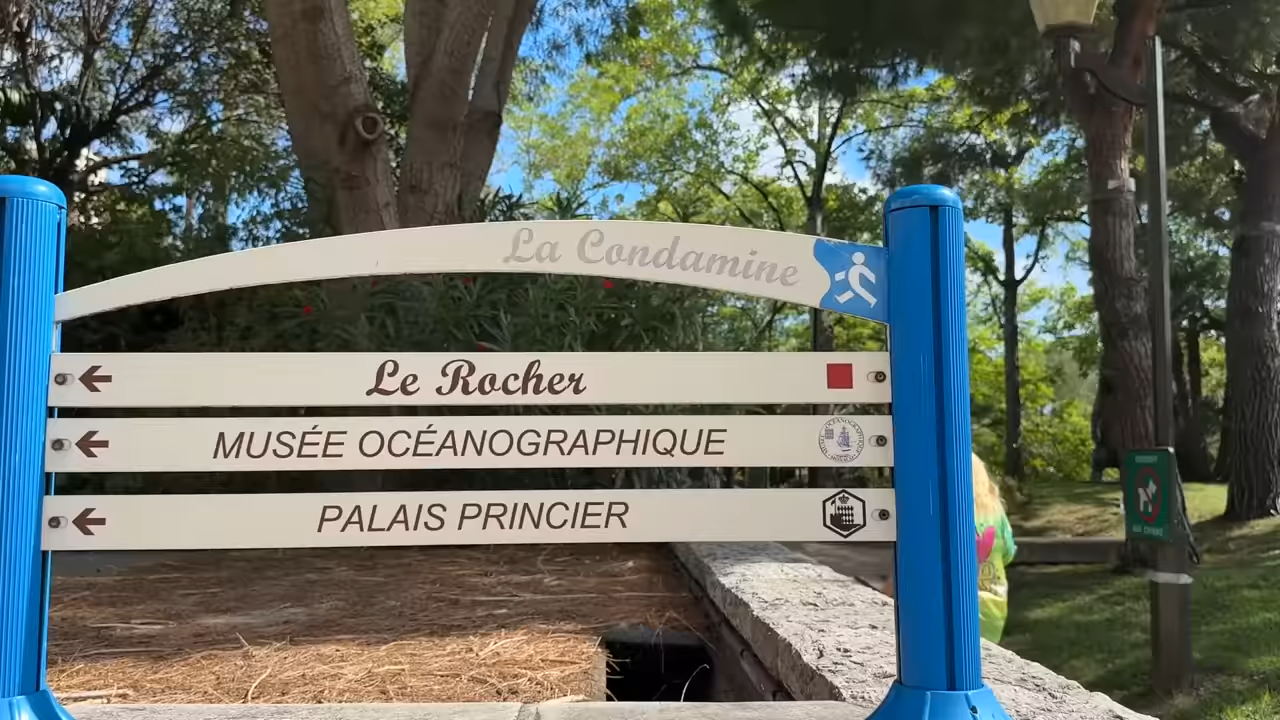 La Condamine
Le Rocher
MUSÉE OCÉANOGRAPHIQUE
PALAIS PRINCIER